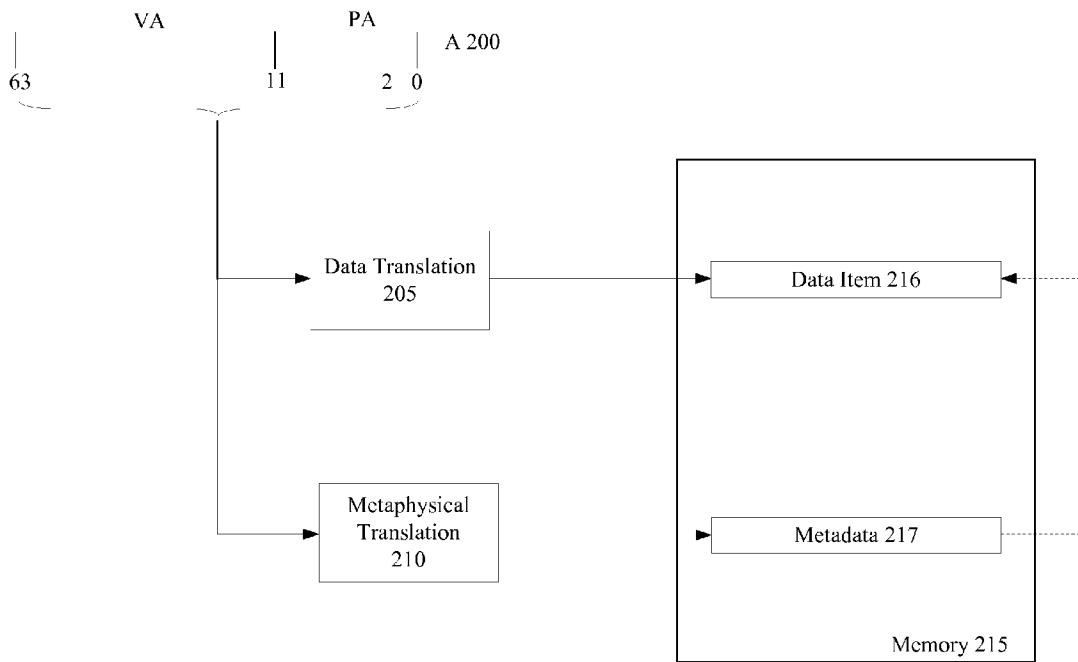 VA PA
A 200
63 11 2 0
Data Translation
205
Data Item 216
Metaphysical
Translation
210
Metadata 217
Memory 215